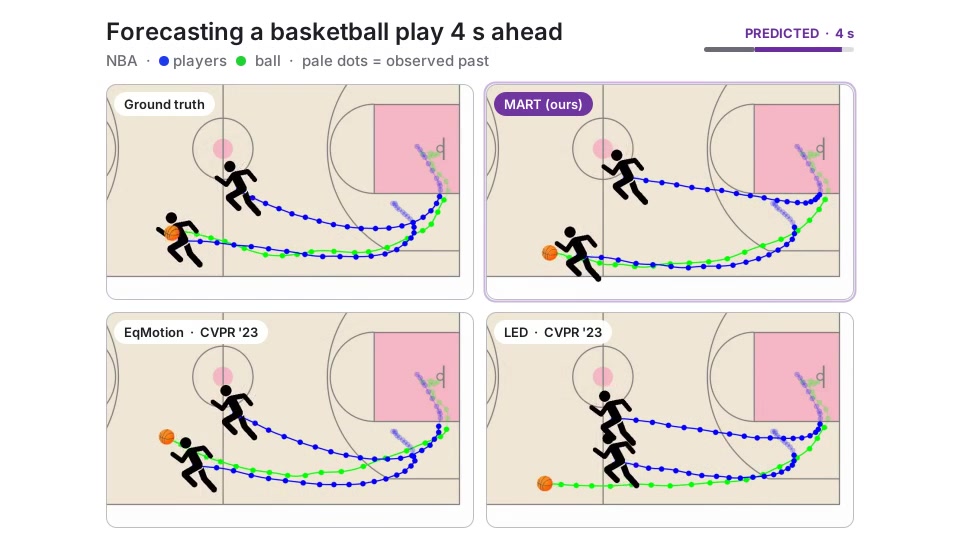 Forecasting a basketball play 4 s ahead
PREDICTED · 4 s
NBA · players ball · pale dots = observed past
Ground truth
MART (ours)
EqMotion · CVPR '23
LED · CVPR '23